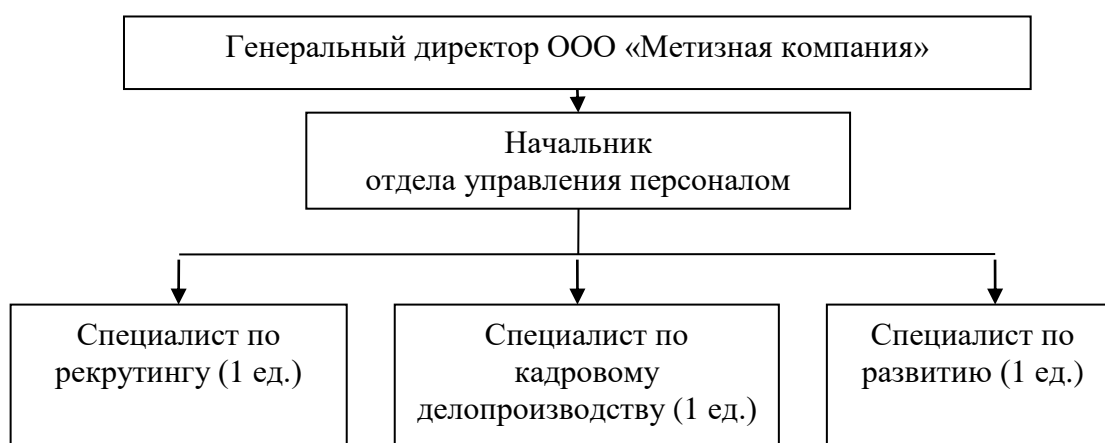 Генеральный директор ООО «Метизная компания»
Начальник
отдела управления персоналом
Специалист по
рекрутингу (1 ед.)
Специалист по
кадровому
делопроизводству (1 ед.)
Специалист по
развитию (1 ед.)